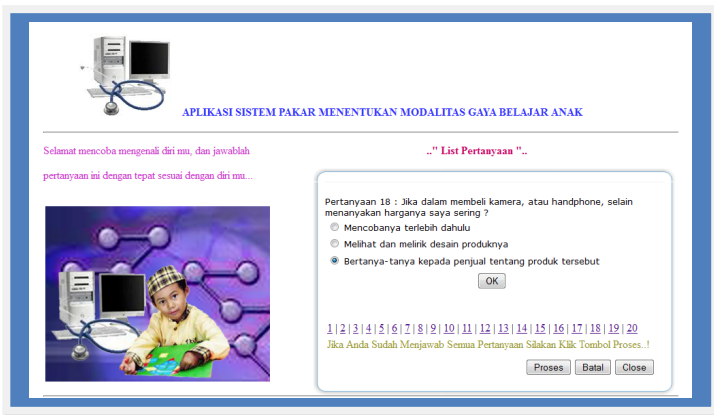 APLIKASI SISTEM PAKAR MENENTUKAN MODALITAS GAYA BELAJAR ANAK
Selamat mencoba mengenali diri mu, dan jawablah
pertanyaan ini dengan tepat sesuai dengan diri mu...
.." List Pertanyaan "..
Pertanyaan 18 : Jika dalam membeli kamera, atau handphone, selain
menanyakan harganya saya sering ?
Mencobanya terlebih dahulu
Melihat dan melirik desain produknya
Bertanya-tanya kepada penjual tentang produk tersebut
OK
1 | 2 | 3 | 4 | 5 | 6 | 7 | 8 | 9 | 10 | 11 | 12 | 13 | 14 | 15 | 16 | 17 | 18 | 19 | 20
Jika Anda Sudah Menjawab Semua Pertanyaan Silakan Klik Tombol Proses..!
Proses Batal Close